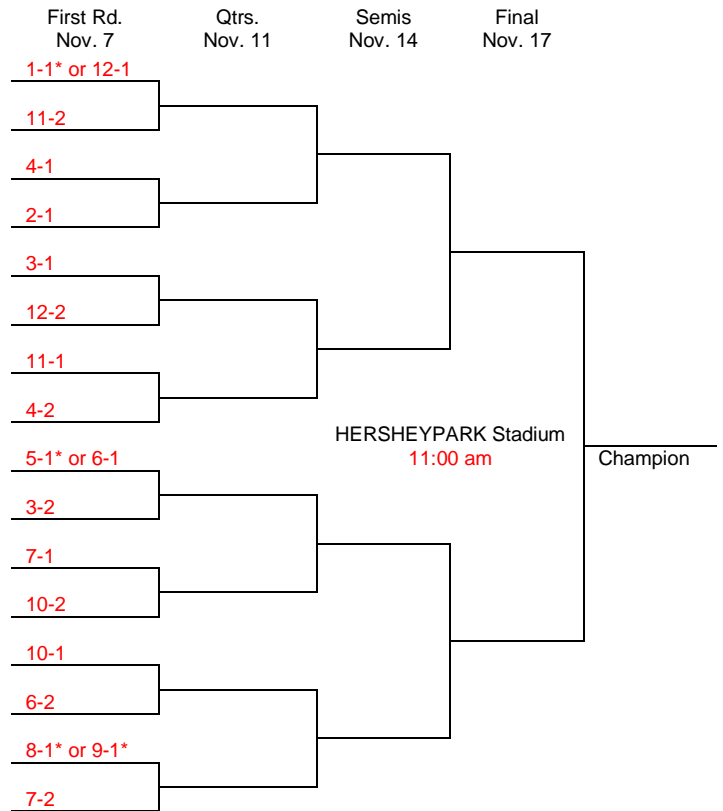 First Rd. Qtrs. Semis Final
Nov. 7 Nov. 11 Nov. 14 Nov. 17
1-1* or 12-1
11-2
4-1
2-1
3-1
12-2
11-1
4-2
HERSHEYPARK Stadium
11:00 am
Champion
5-1* or 6-1
3-2
7-1
10-2
10-1
6-2
8-1* or 9-1*
7-2